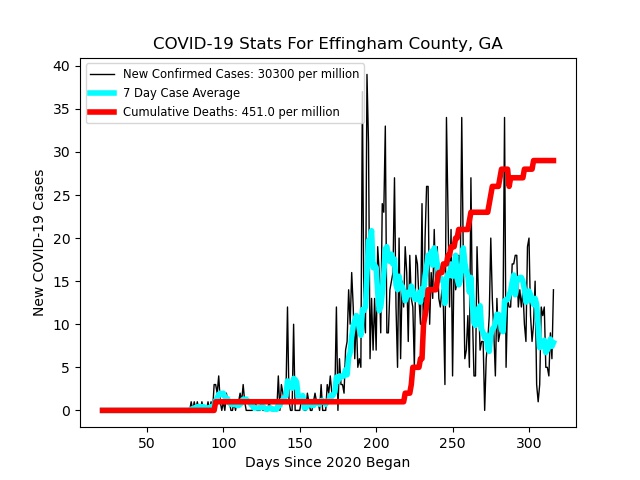 COVID-19 Stats For Effingham County, GA
New Confirmed Cases: 30300 per million
7 Day Case Average
Cumulative Deaths: 451.0 per million
New COVID-19 Cases
40
35
30
25
20
15
10
5
0
50 100 150 200 250 300
Days Since 2020 Began